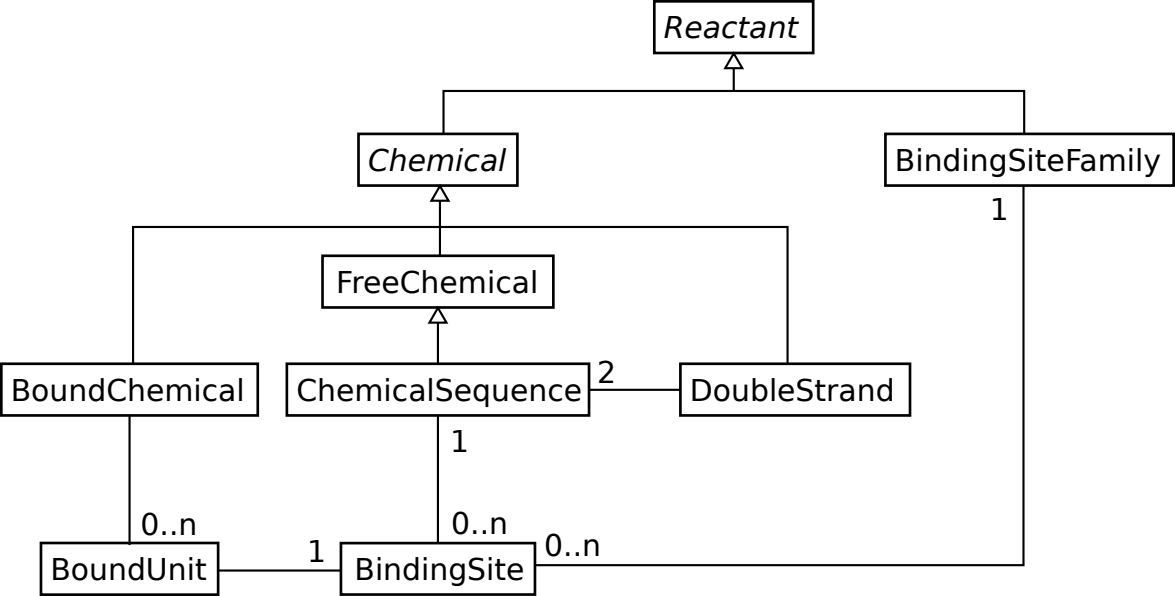 Reactant
Chemical
BindingSiteFamily
1
FreeChemical
BoundChemical
ChemicalSequence
2
DoubleStrand
1
0..n
0..n
0..n
BoundUnit
1
BindingSite